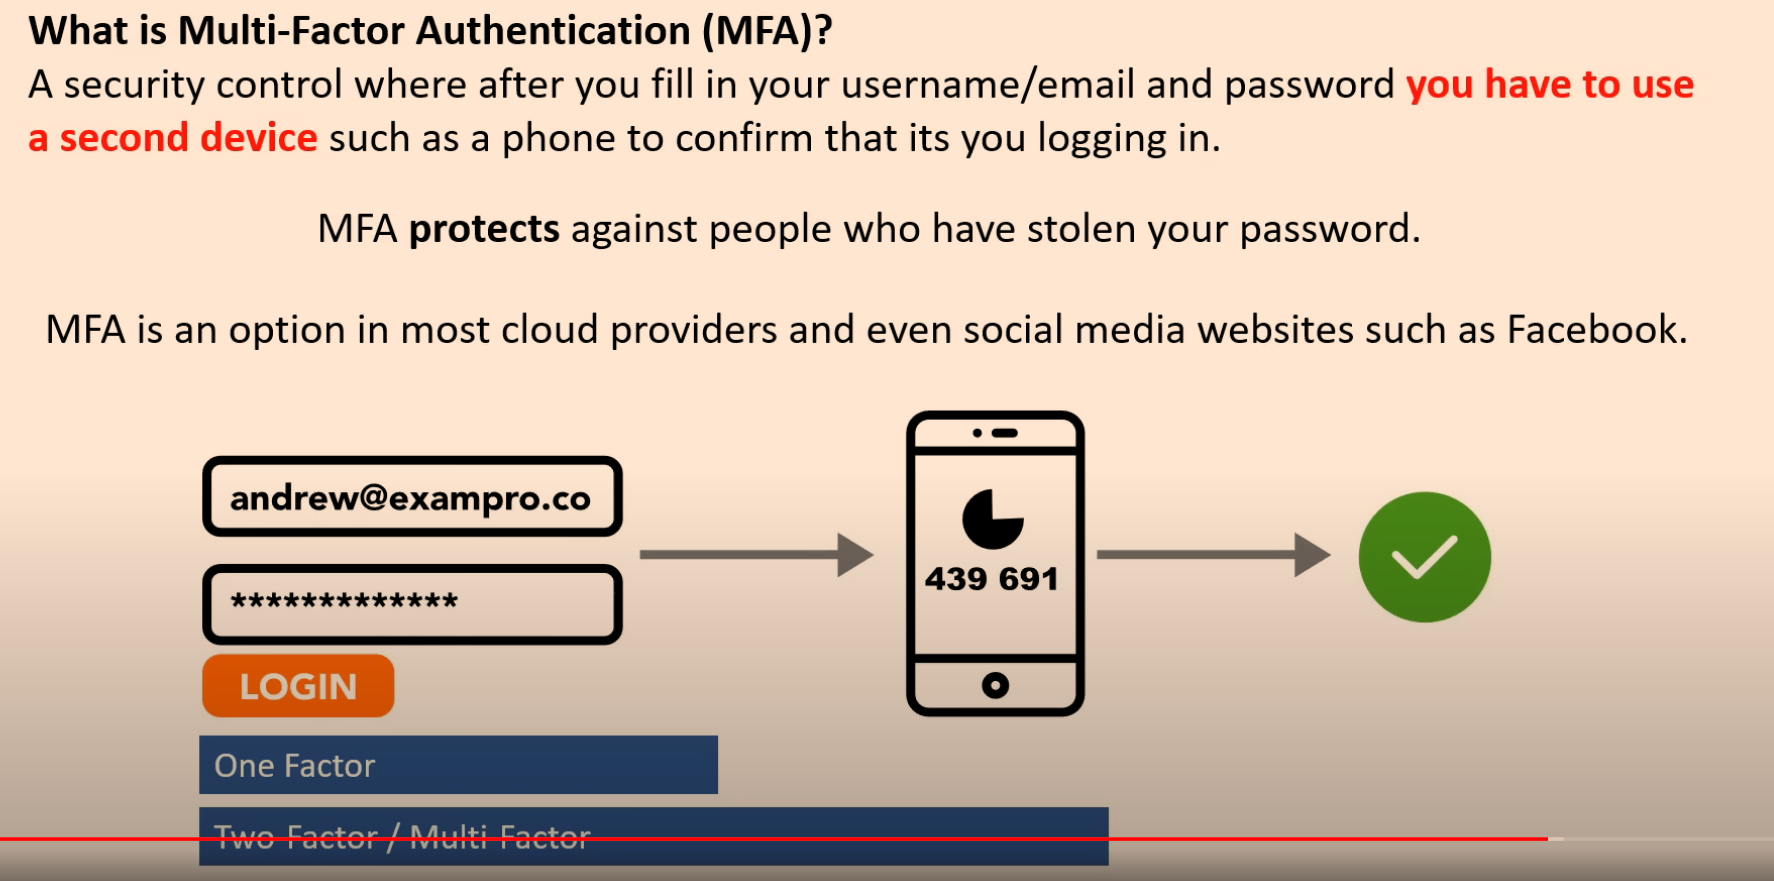 What is Multi-Factor Authentication (MFA)?
A security control where after you fill in your username/email and password you have to use
a second device such as a phone to confirm that its you logging in.
MFA protects against people who have stolen your password.
MFA is an option in most cloud providers and even social media websites such as Facebook.
andrew@exampro.co
*************
LOGIN
439 691
One Factor
Two-Factor / Multi-Factor